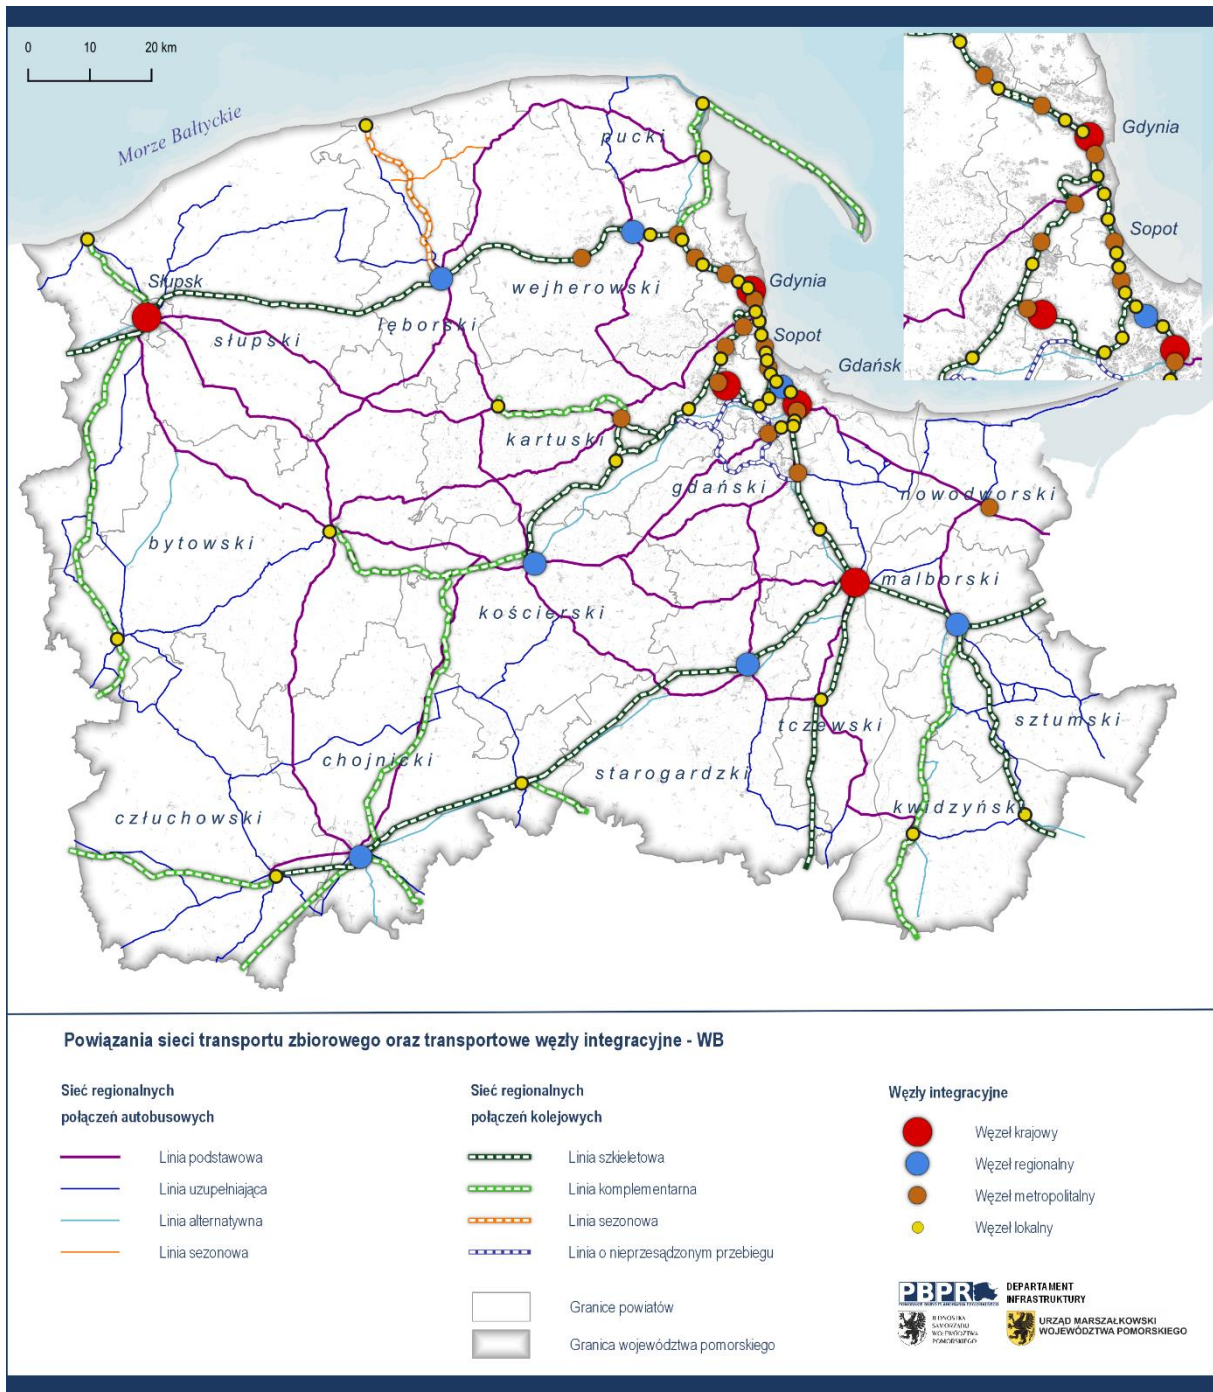 0 10 20 km
Morze Bałtyckie
pucki
Gdynia
Sopot
Słupsk
wejherowski
Gdynia
lęborski
słupski
Sopot
Gdańsk
kartuski
gdański
nowodworski
bytowski
malborski
kościerski
tczewski
sztumski
chojnicki
starogardzki
człuchowski
kwidzyński
Powiązania sieci transportu zbiorowego oraz transportowe węzły integracyjne - WB
Sieć regionalnych
połączeń autobusowych
Linia podstawowa
Linia uzupełniająca
Linia alternatywna
Linia sezonowa
Sieć regionalnych
połączeń kolejowych
Linia szkieletowa
Linia komplementarna
Linia sezonowa
Linia o nieprzesądzonym przebiegu
Granice powiatów
Granica województwa pomorskiego
Węzły integracyjne
Węzeł krajowy
Węzeł regionalny
Węzeł metropolitalny
Węzeł lokalny
PBPR
DEPARTAMENT
INFRASTRUKTURY
JEDNOSTKA
SAMORZĄDU
WOJEWÓDZTWA
POMORSKIEGO
URZĄD MARSZAŁKOWSKI
WOJEWÓDZTWA POMORSKIEGO